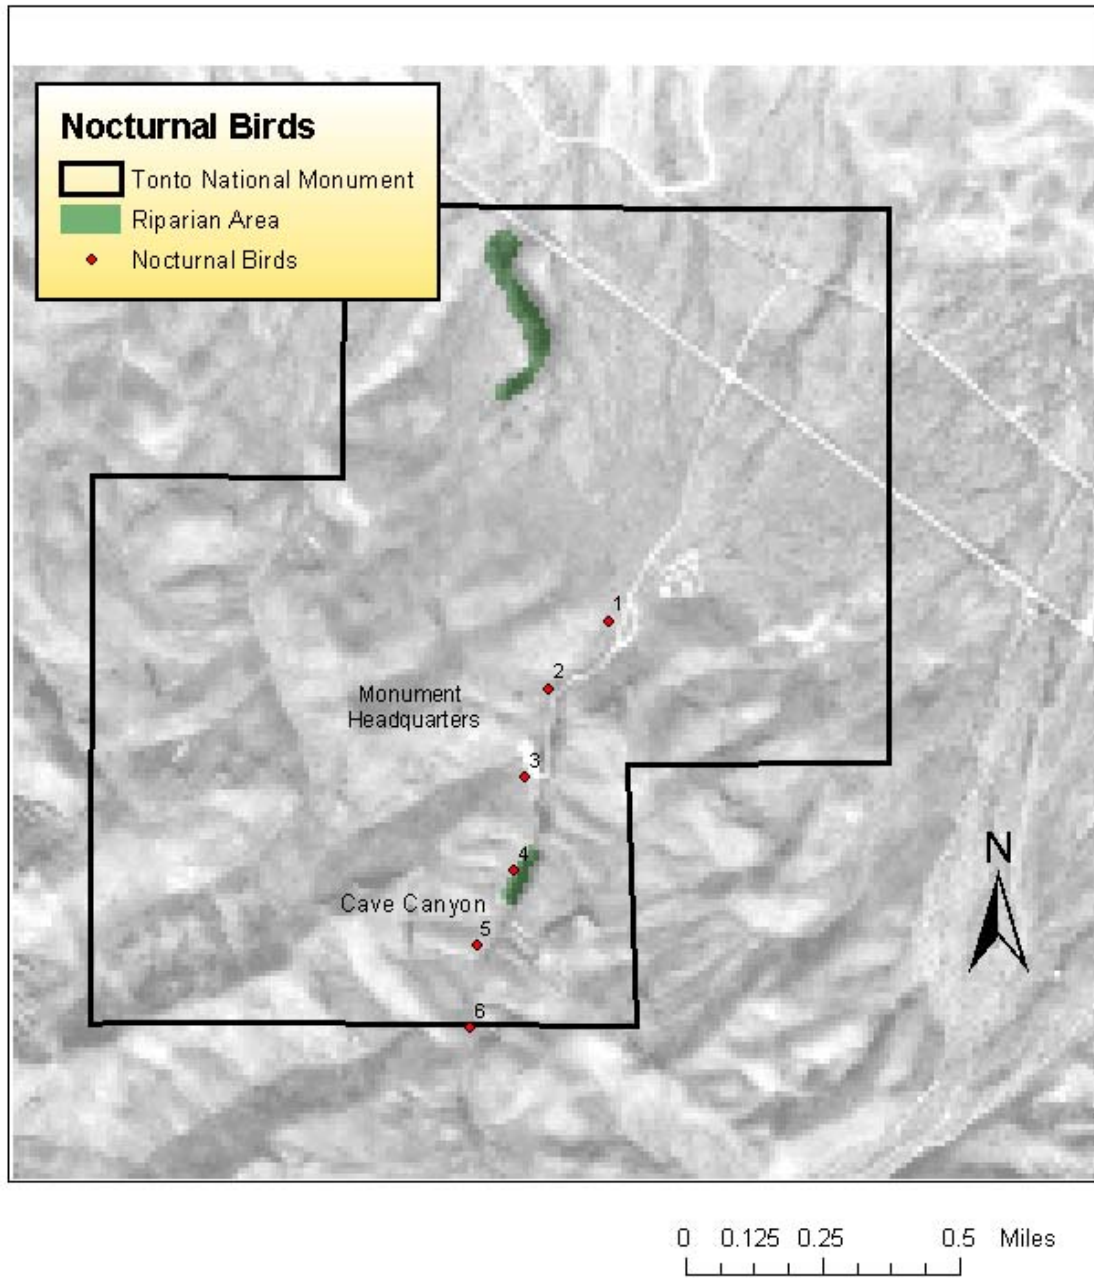 Nocturnal Birds
Tonto National Monument
Riparian Area
Nocturnal Birds
1
2
Monument
Headquarters
3
4
Cave Canyon
5
6
N
0 0.125 0.25 0.5 Miles